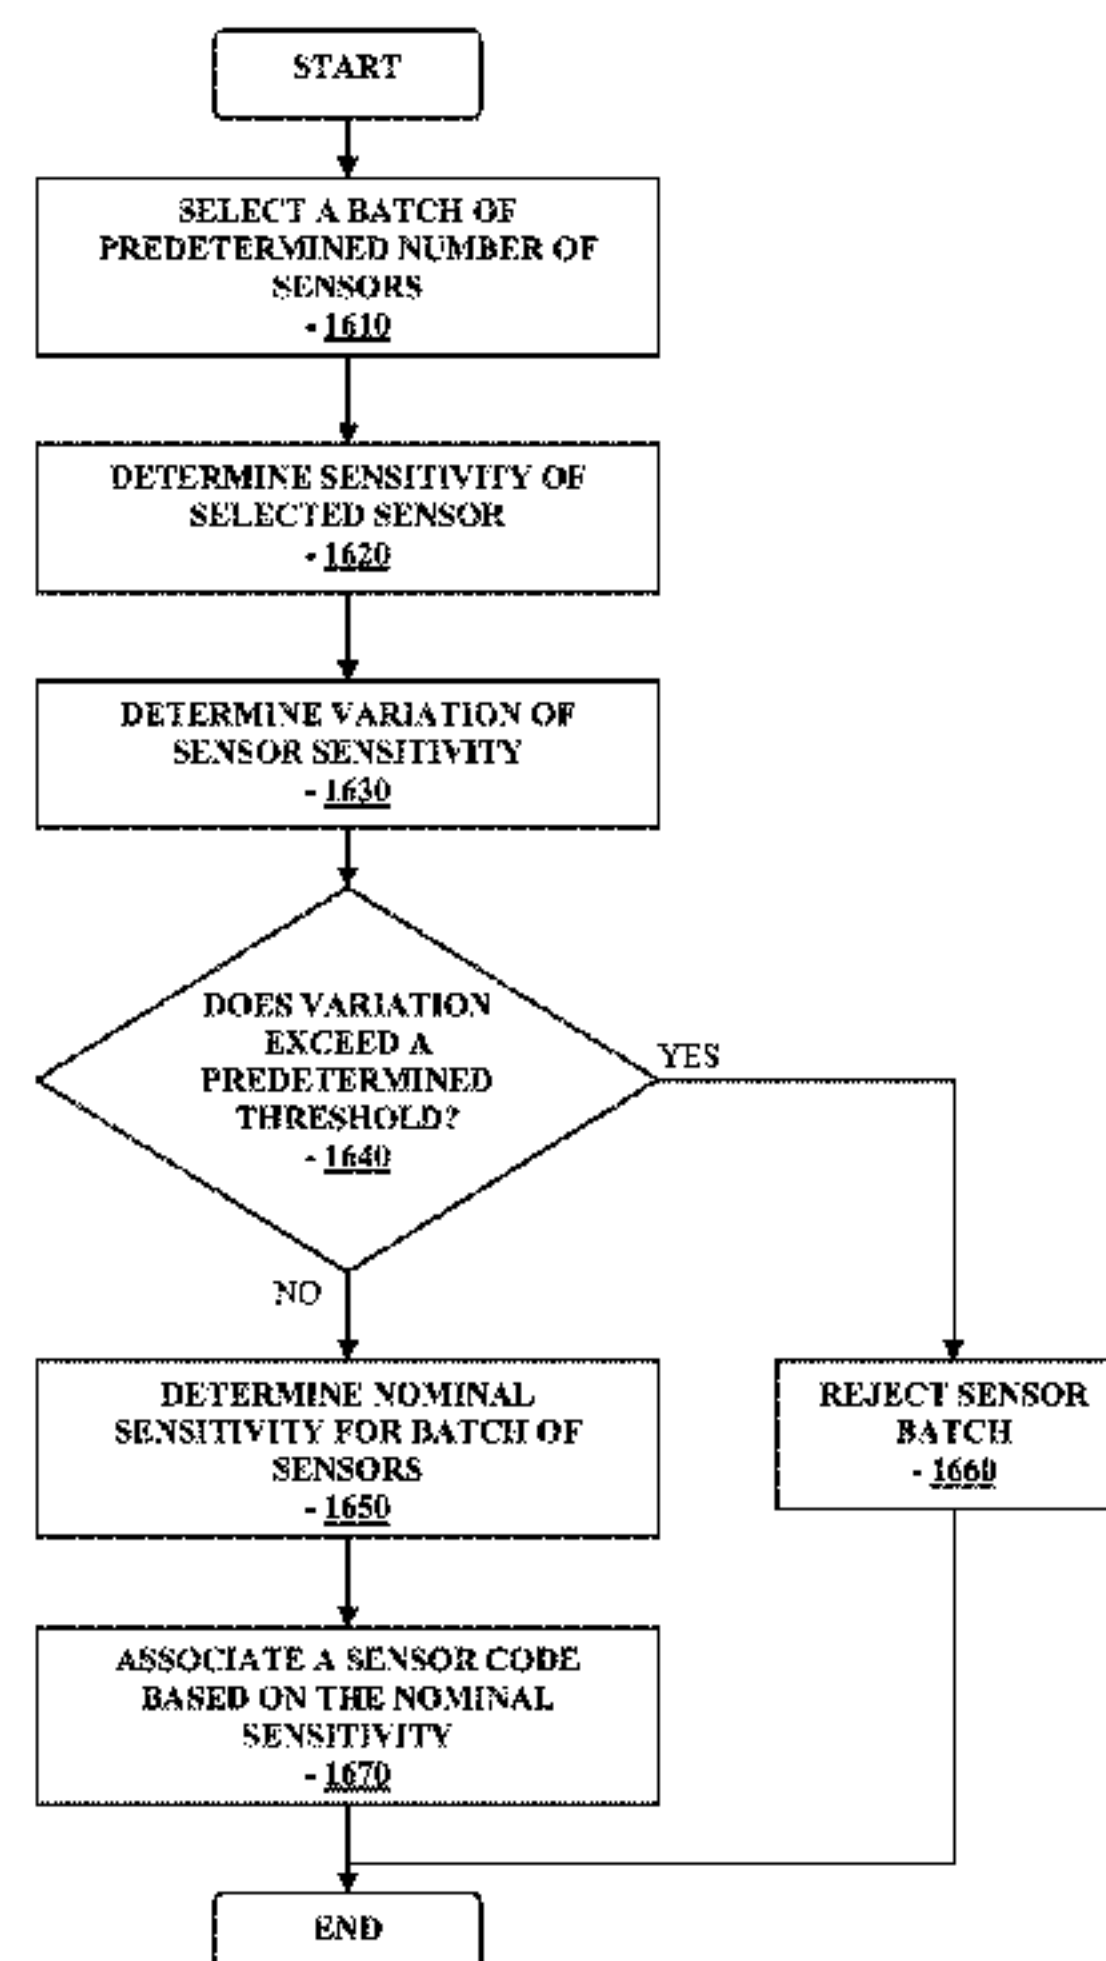 START
SELECT A BATCH OF
PREDETERMINED NUMBER OF
SENSORS
- 1610
DETERMINE SENSITIVITY OF
SELECTED SENSOR
- 1620
DETERMINE VARIATION OF
SENSOR SENSITIVITY
- 1630
DOES VARIATION
EXCEED A
PREDETERMINED
THRESHOLD?
- 1640
YES
NO
DETERMINE NOMINAL
SENSITIVITY FOR BATCH OF
SENSORS
- 1650
REJECT SENSOR
BATCH
- 1660
ASSOCIATE A SENSOR CODE
BASED ON THE NOMINAL
SENSITIVITY
- 1670
END